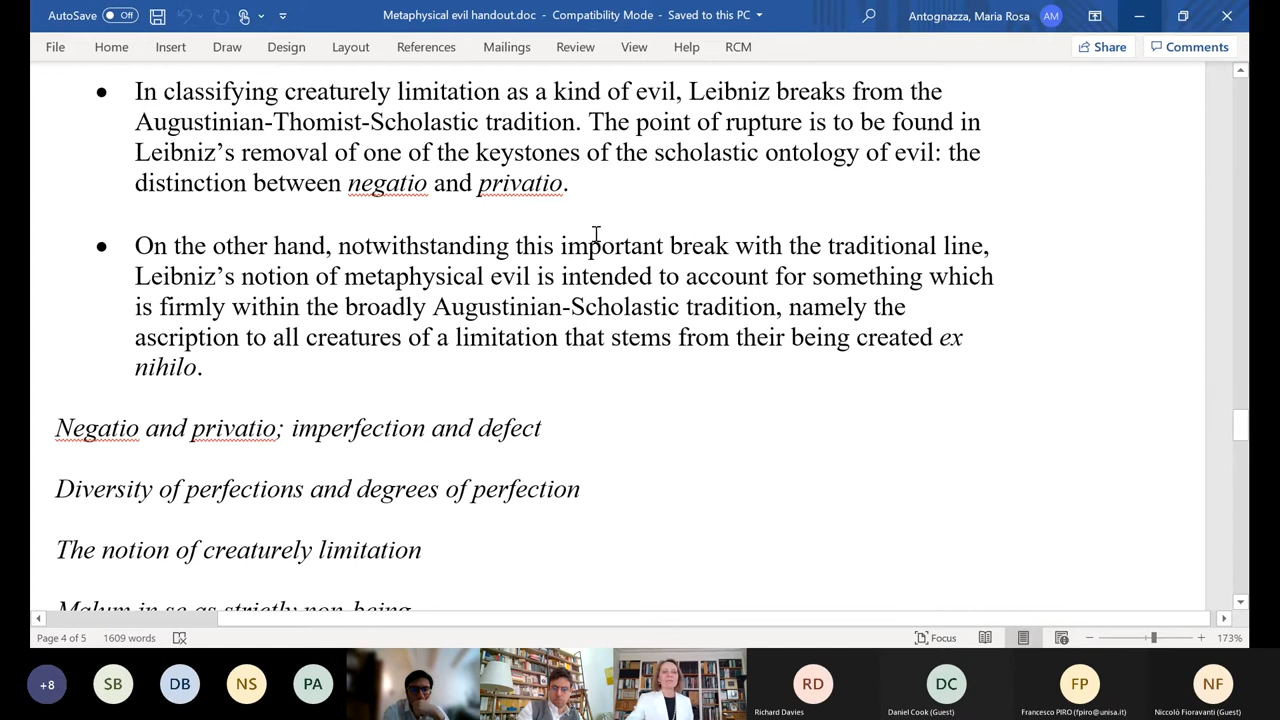 AutoSave Off Metaphysical evil handout.doc - Compatibility Mode - Saved to this PC Antognazza, Maria Rosa AM
File Home Insert Draw Design Layout References Mailings Review View Help RCM Share Comments
• In classifying creaturely limitation as a kind of evil, Leibniz breaks from the
Augustinian-Thomist-Scholastic tradition. The point of rupture is to be found in
Leibniz’s removal of one of the keystones of the scholastic ontology of evil: the
distinction between negatio and privatio.
• On the other hand, notwithstanding this important break with the traditional line,
Leibniz’s notion of metaphysical evil is intended to account for something which
is firmly within the broadly Augustinian-Scholastic tradition, namely the
ascription to all creatures of a limitation that stems from their being created ex
nihilo.
Negatio and privatio; imperfection and defect
Diversity of perfections and degrees of perfection
The notion of creaturely limitation
Malum in se as strictly non-being
Page 4 of 5 1609 words Focus 173%
+8 SB DB NS PA RD DC FP NF
Richard Davies Daniel Cook (Guest) Francesco PIRO (fpiro@unisa.it) Niccolò Fioravanti (Guest)